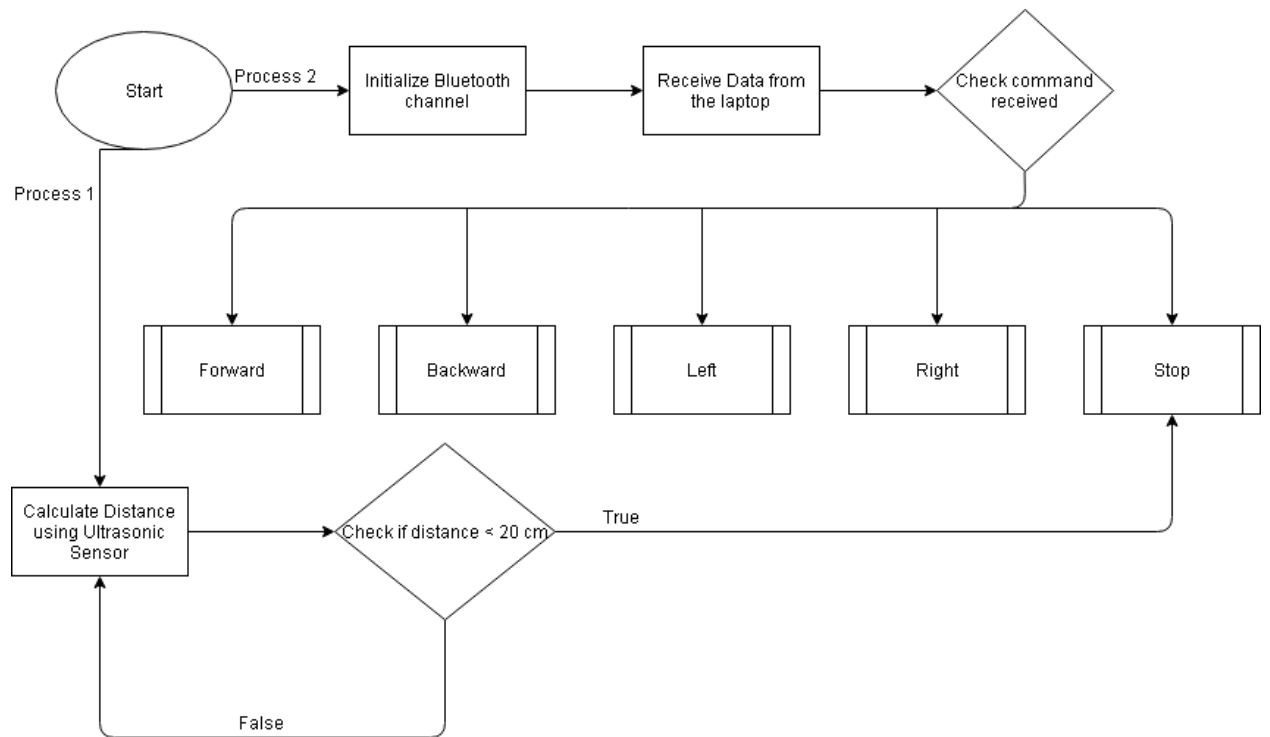 Start
Process 2
Initialize Bluetooth
channel
Receive Data from
the laptop
Check command
received
Process 1
Forward
Backward
Left
Right
Stop
Calculate Distance
using Ultrasonic
Sensor
Check if distance < 20 cm
True
False